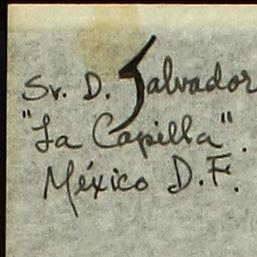 Sr. D. Salvador
"La Capilla".
México D.F.